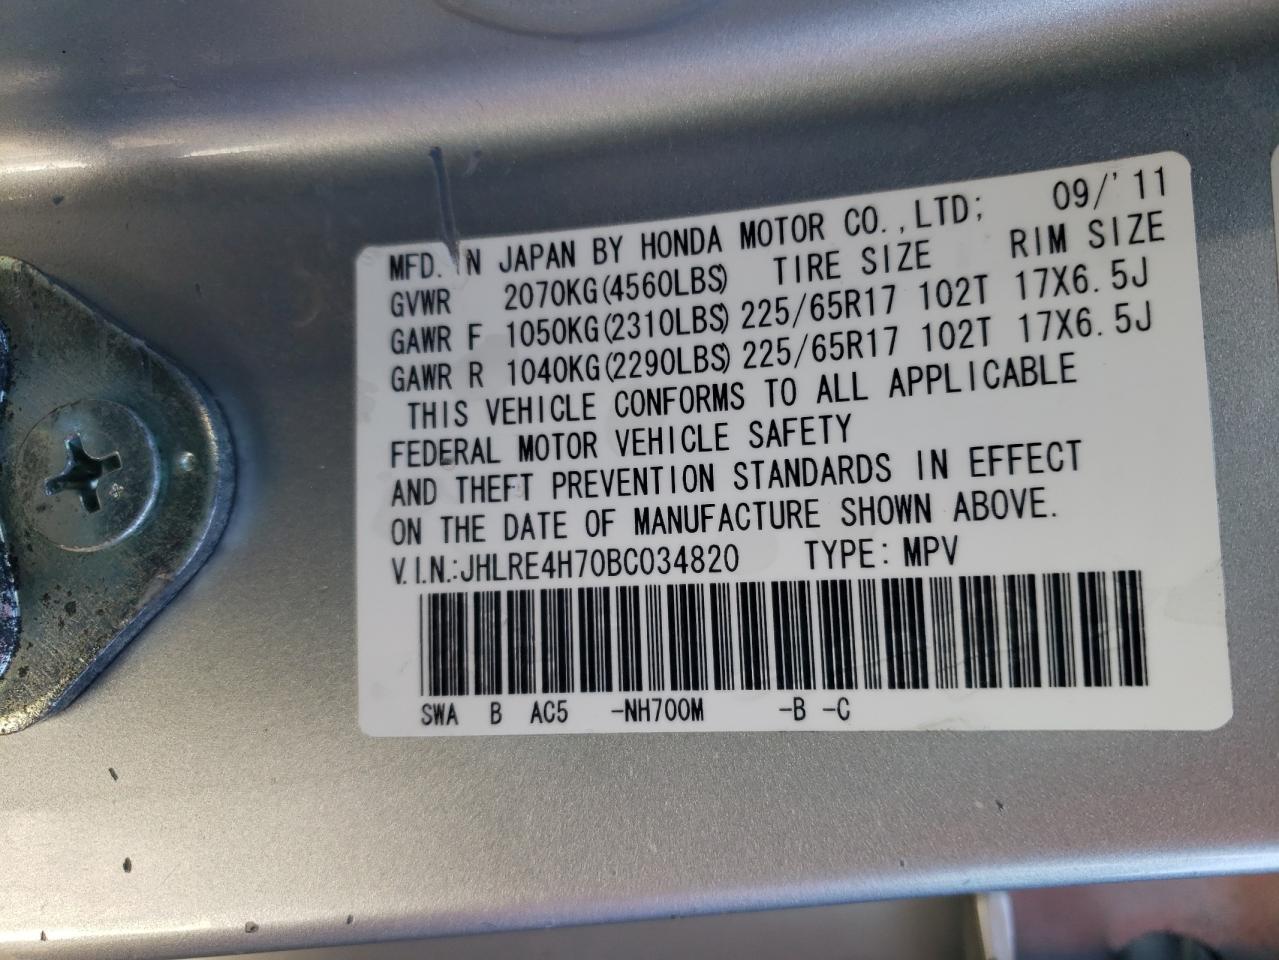 MFD. IN JAPAN BY HONDA MOTOR CO.,LTD; 09/'11
GVWR 2070KG(4560LBS) TIRE SIZE RIM SIZE
GAWR F 1050KG(2310LBS) 225/65R17 102T 17X6.5J
GAWR R 1040KG(2290LBS) 225/65R17 102T 17X6.5J
THIS VEHICLE CONFORMS TO ALL APPLICABLE
FEDERAL MOTOR VEHICLE SAFETY
AND THEFT PREVENTION STANDARDS IN EFFECT
ON THE DATE OF MANUFACTURE SHOWN ABOVE.
V.I.N.:JHLRE4H70BC034820 TYPE: MPV
SWA B AC5 -NH700M -B -C